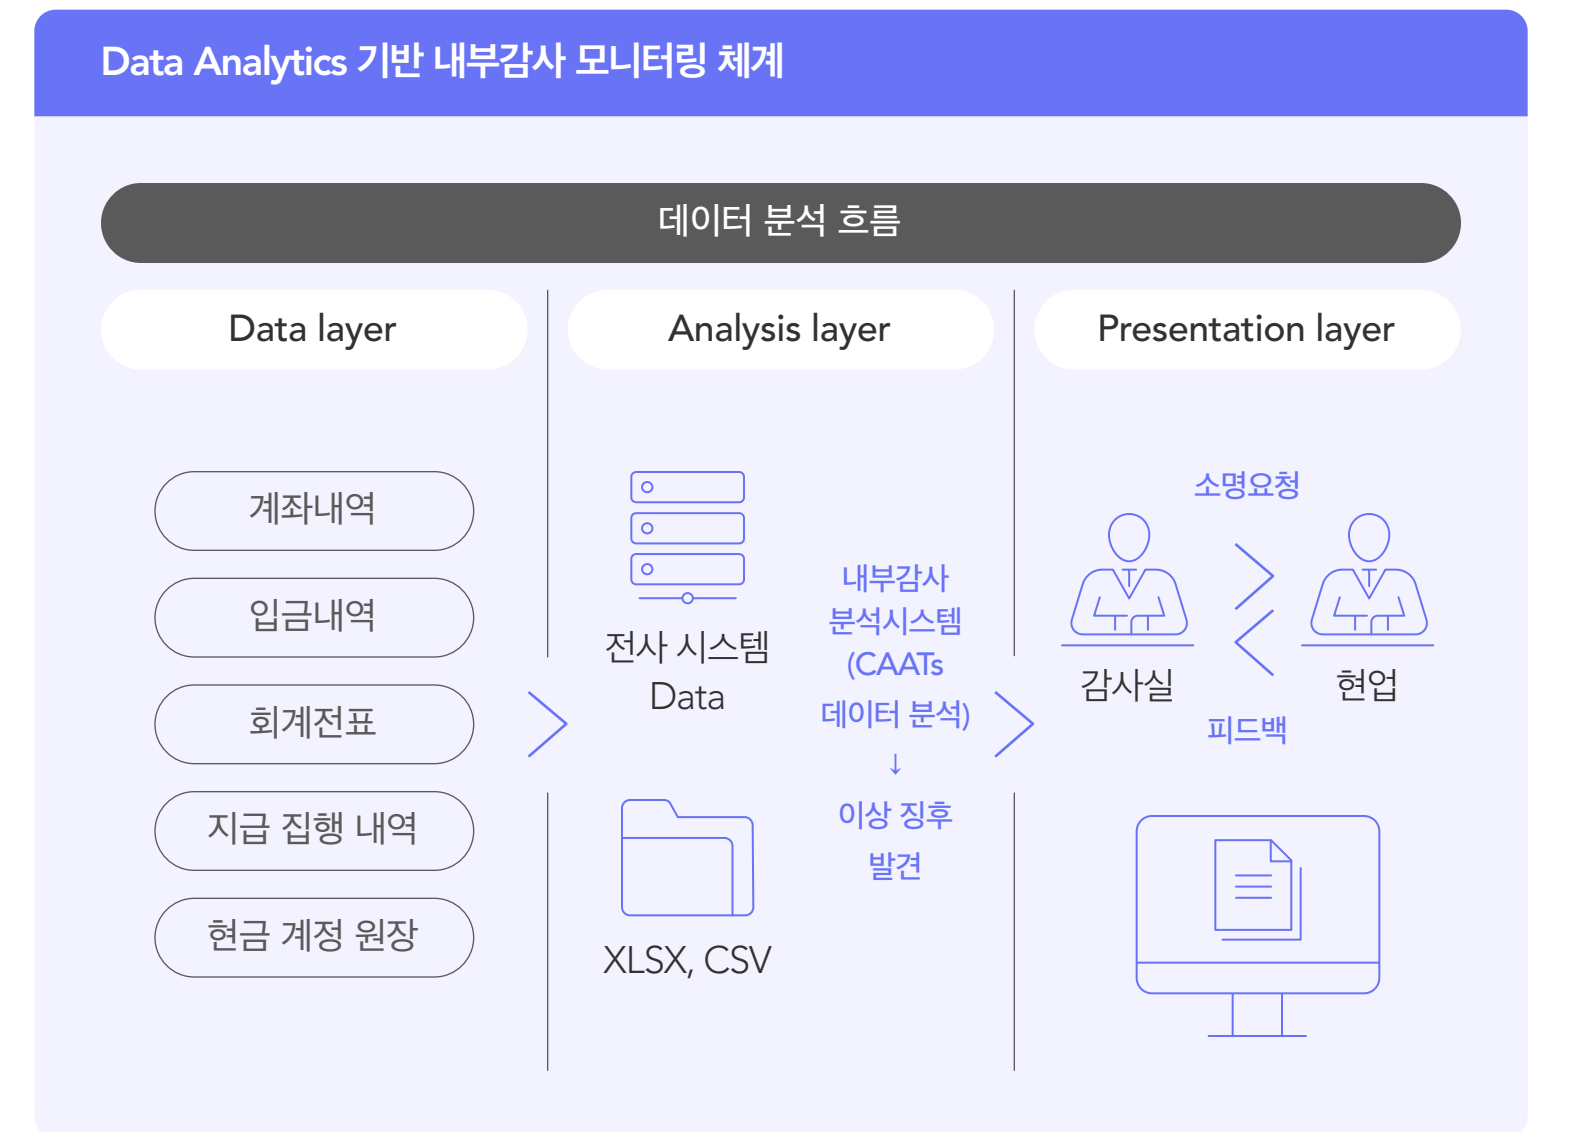 Data Analytics 기반 내부감사 모니터링 체계
데이터 분석 흐름
Data layer
계좌내역
입금내역
회계전표
지급 집행 내역
현금 계정 원장
Analysis layer
전사 시스템
Data
XLSX, CSV
내부감사
분석시스템
(CAATs
데이터 분석)
↓
이상 징후
발견
Presentation layer
소명요청
감사실
현업
피드백